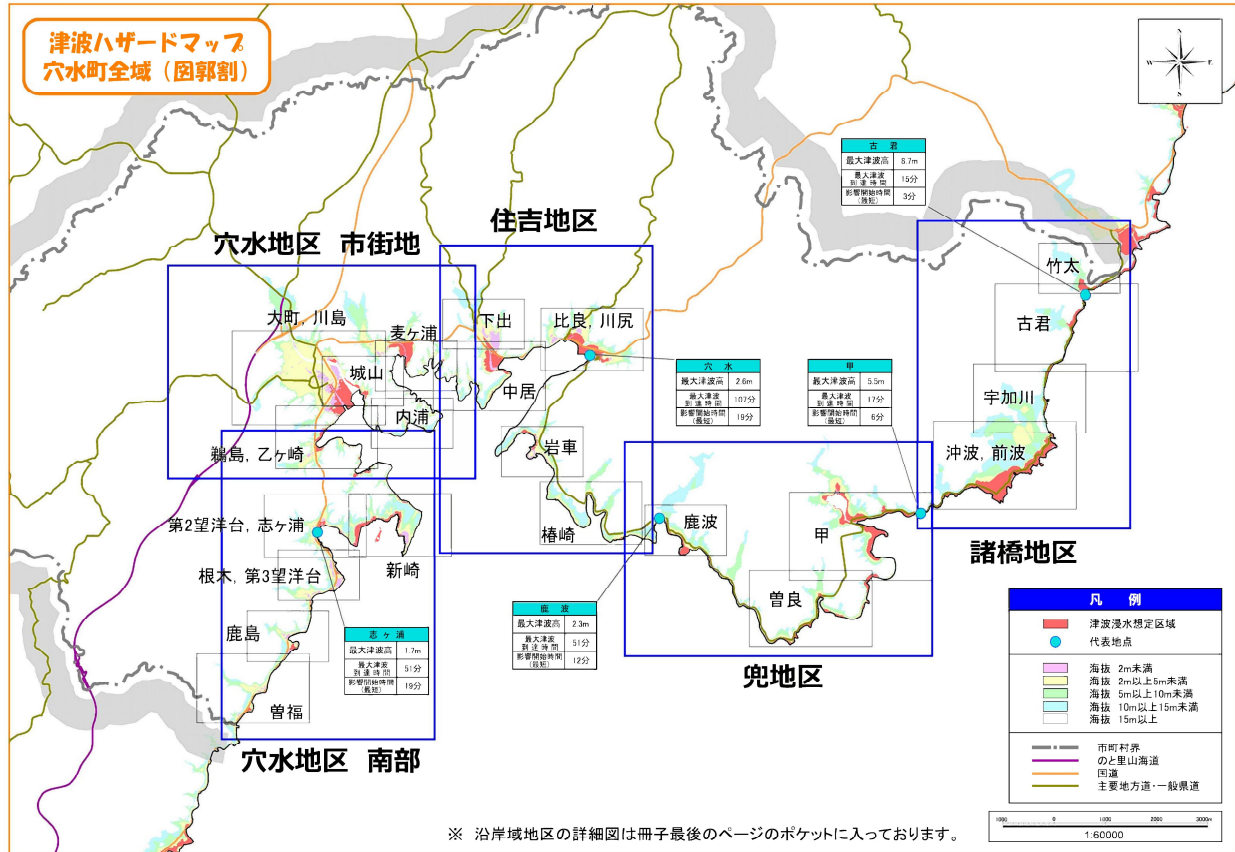 津波ハザードマップ
穴水町全域（図郭割）
N
W
E
S
古 君
最大津波高 8.7m
最大津波到達時間 15分
影響開始時間（最短） 3分
住吉地区
穴水地区 市街地
竹太
大町, 川島
麦ヶ浦
下出
比良, 川尻
古君
城山
中居
穴 水
最大津波高 2.6m
最大津波到達時間 107分
影響開始時間（最短） 19分
甲
最大津波高 5.5m
最大津波到達時間 17分
影響開始時間（最短） 6分
宇加川
内浦
岩車
沖波, 前波
鵜島, 乙ヶ崎
第2望洋台, 志ヶ浦
椿崎
鹿波
甲
諸橋地区
新崎
根木, 第3望洋台
曽良
鹿島
志ヶ浦
最大津波高 1.7m
最大津波到達時間 51分
影響開始時間（最短） 19分
鹿 波
最大津波高 2.3m
最大津波到達時間 51分
影響開始時間（最短） 12分
兜地区
曽福
穴水地区 南部
凡 例
津波浸水想定区域
代表地点
海抜 2m未満
海抜 2m以上5m未満
海抜 5m以上10m未満
海抜 10m以上15m未満
海抜 15m以上
市町村界
のと里山海道
国道
主要地方道・一般県道
1000 0 1000 2000 3000m
1:60000
※ 沿岸域地区の詳細図は冊子最後のページのポケットに入っております。